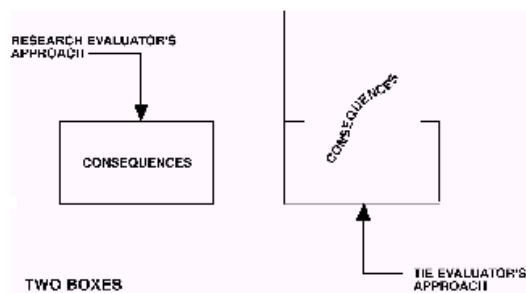 RESEARCH EVALUATOR'S
APPROACH
CONSEQUENCES
CONSEQUENCES
TIE EVALUATOR'S
APPROACH
TWO BOXES